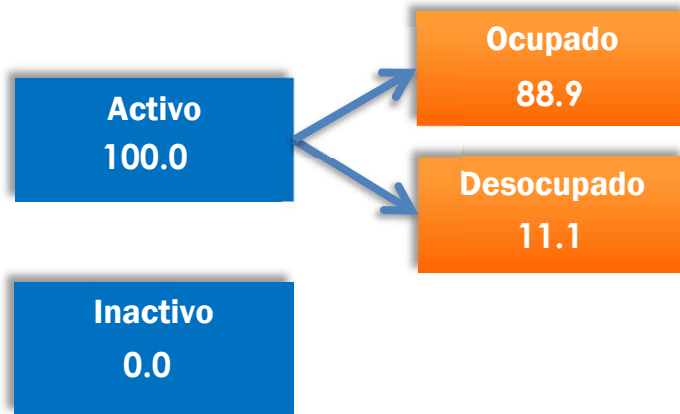 Activo
100.0
Ocupado
88.9
Desocupado
11.1
Inactivo
0.0